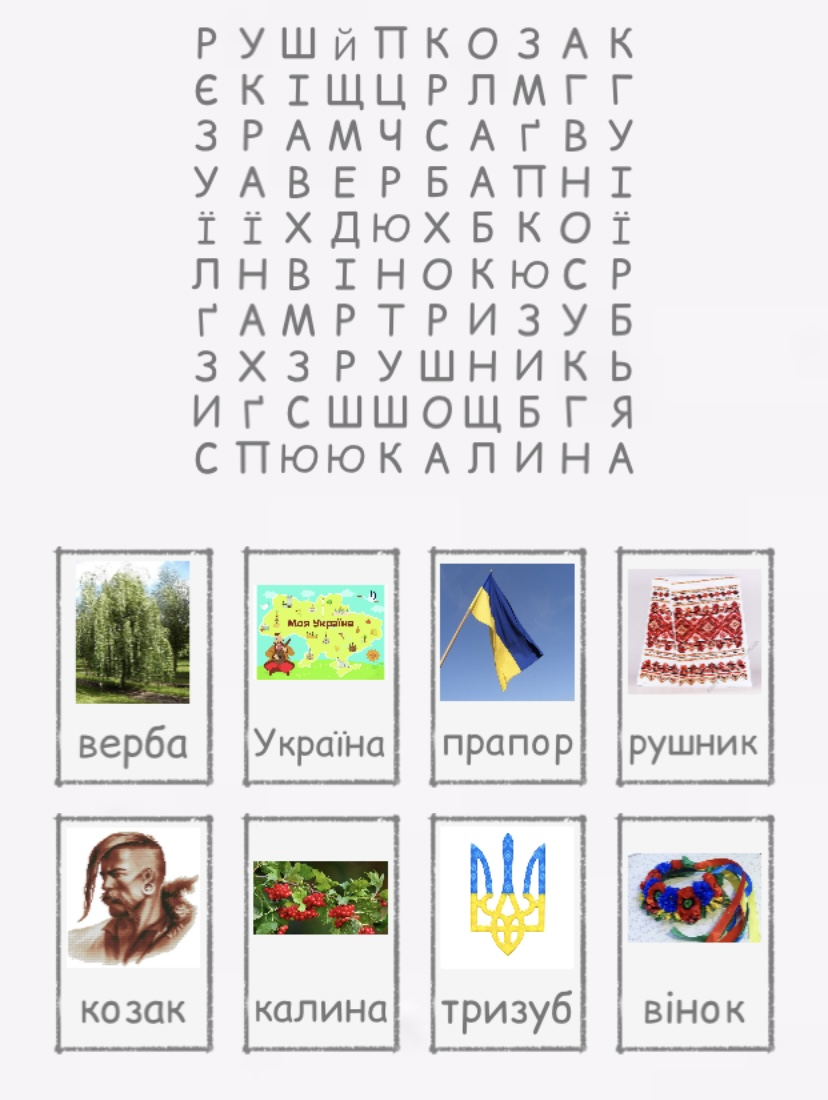 Р У Ш Й П К О З А К
Є К І Щ Ц Р Л М Г Г
З Р А М Ч С А Ґ В У
У А В Е Р Б А П Н І
Ї Ї Х Д Ю Х Б К О Ї
Л Н В І Н О К Ю С Р
Ґ А М Р Т Р И З У Б
З Х З Р У Ш Н И К Ь
И Ґ С Ш Ш О Щ Б Г Я
С П Ю Ю К А Л И Н А
Моя Україна
верба Україна прапор рушник
козак калина тризуб вінок